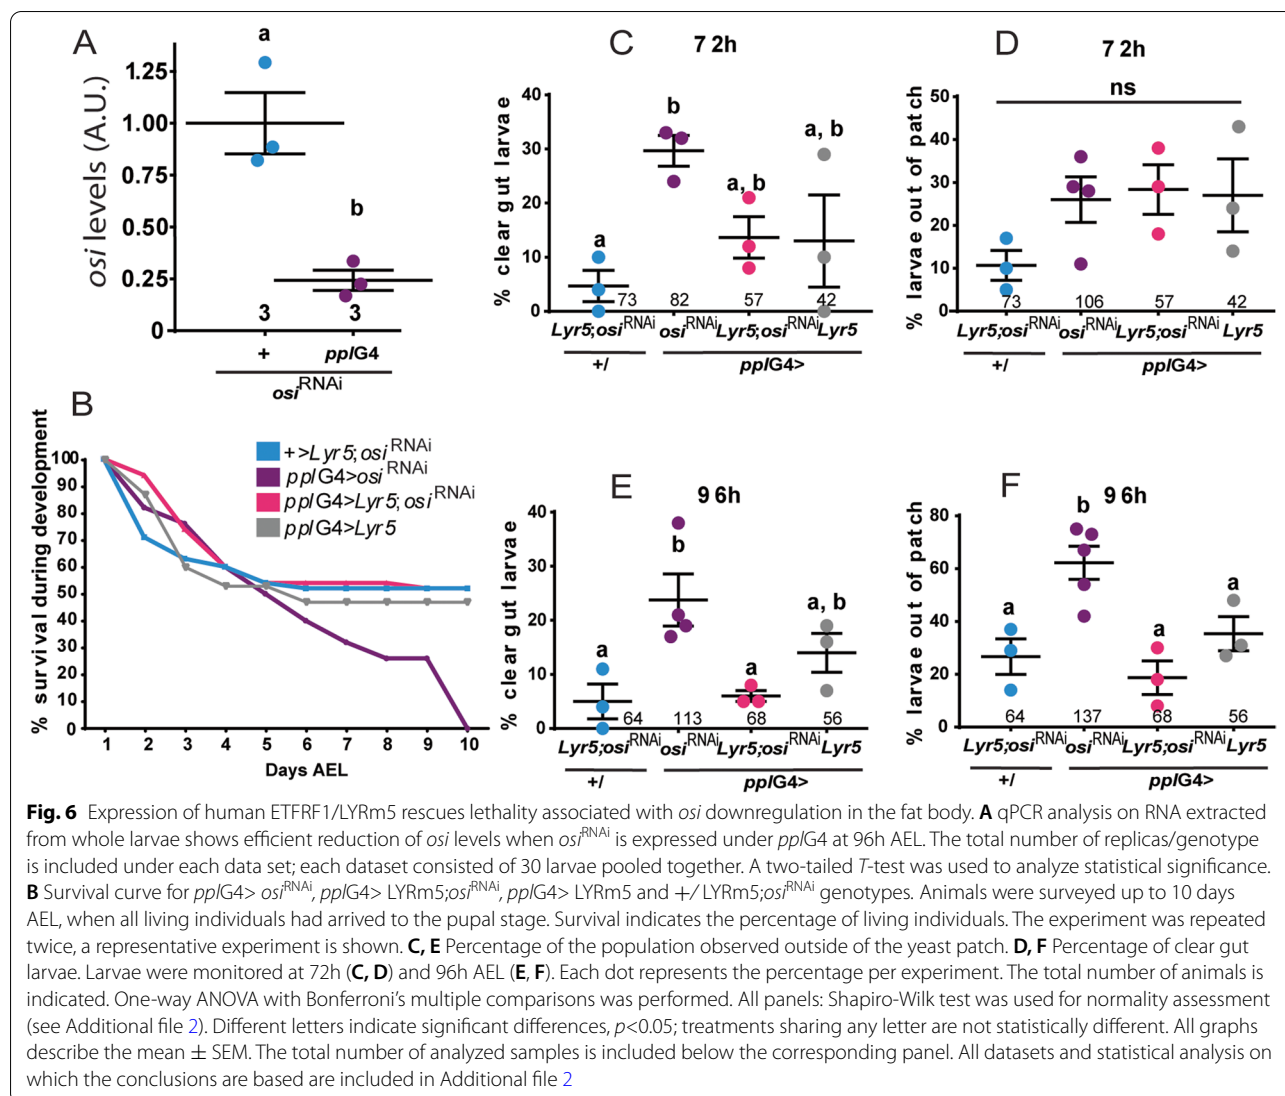 A
a
osi levels (A.U.)
1.25
1.00
0.75
0.50
0.25
0
b
3
3
+
pplG4
osiRNAi
C
7 2h
% clear gut larvae
40
30
20
10
0
a
b
a, b
a, b
73
82
57
42
Lyr5;osiRNAi
osiRNAi
Lyr5;osiRNAi
Lyr5
+/
pplG4>
D
7 2h
ns
% larvae out of patch
50
40
30
20
10
0
73
106
57
42
Lyr5;osiRNAi
osiRNAi
Lyr5;osiRNAi
Lyr5
+/
pplG4>
B
% survival during development
100
90
80
70
60
50
40
30
20
10
0
1 2 3 4 5 6 7 8 9 10
Days AEL
+>Lyr5;osiRNAi
pplG4>osiRNAi
pplG4>Lyr5;osiRNAi
pplG4>Lyr5
E
9 6h
% clear gut larvae
40
30
20
10
0
a
b
a
a, b
64
113
68
56
Lyr5;osiRNAi
osiRNAi
Lyr5;osiRNAi
Lyr5
+/
pplG4>
F
9 6h
% larvae out of patch
80
60
40
20
0
a
b
a
a
64
137
68
56
Lyr5;osiRNAi
osiRNAi
Lyr5;osiRNAi
Lyr5
+/
pplG4>
Fig. 6 Expression of human ETFRF1/LYRm5 rescues lethality associated with osi downregulation in the fat body. A qPCR analysis on RNA extracted
from whole larvae shows efficient reduction of osi levels when osiRNAi is expressed under pplG4 at 96h AEL. The total number of replicas/genotype
is included under each data set; each dataset consisted of 30 larvae pooled together. A two-tailed T-test was used to analyze statistical significance.
B Survival curve for pplG4> osiRNAi, pplG4> LYRm5;osiRNAi, pplG4> LYRm5 and +/ LYRm5;osiRNAi genotypes. Animals were surveyed up to 10 days
AEL, when all living individuals had arrived to the pupal stage. Survival indicates the percentage of living individuals. The experiment was repeated
twice, a representative experiment is shown. C, E Percentage of the population observed outside of the yeast patch. D, F Percentage of clear gut
larvae. Larvae were monitored at 72h (C, D) and 96h AEL (E, F). Each dot represents the percentage per experiment. The total number of animals is
indicated. One-way ANOVA with Bonferroni's multiple comparisons was performed. All panels: Shapiro-Wilk test was used for normality assessment
(see Additional file 2). Different letters indicate significant differences, p<0.05; treatments sharing any letter are not statistically different. All graphs
describe the mean ± SEM. The total number of analyzed samples is included below the corresponding panel. All datasets and statistical analysis on
which the conclusions are based are included in Additional file 2